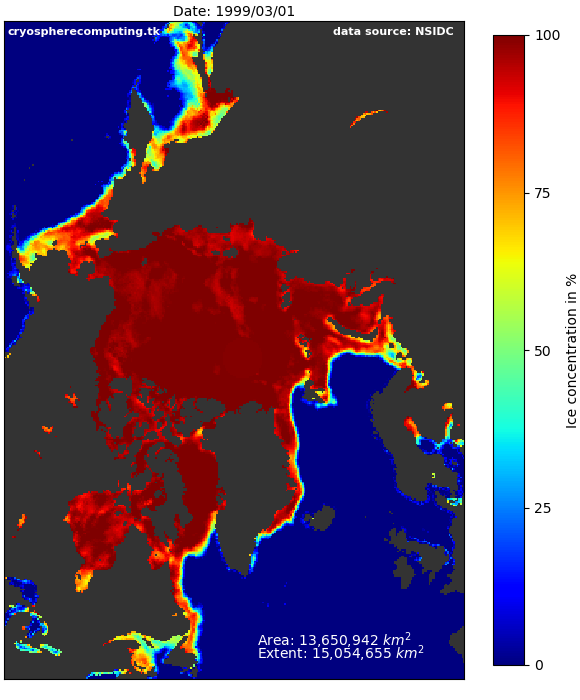 Date: 1999/03/01
cryospherecomputing.tk
data source: NSIDC
100
75
50
25
0
Ice concentration in %
Area: 13,650,942 km²
Extent: 15,054,655 km²